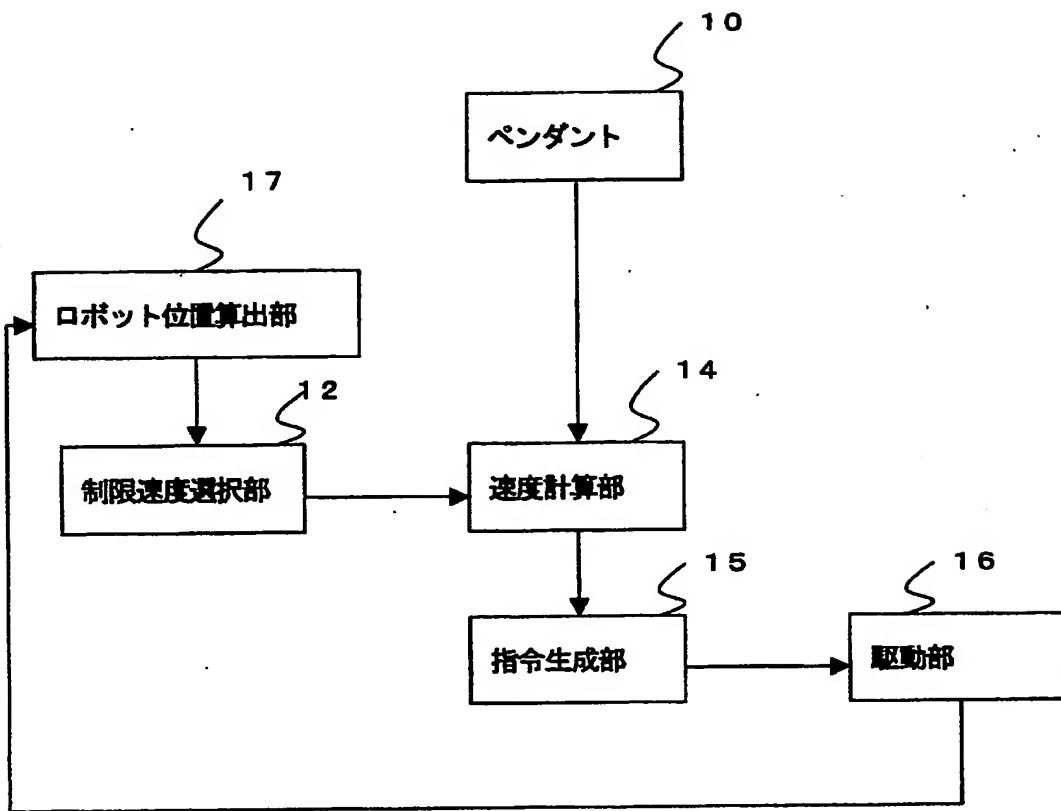 10
ペンダント
17
ロボット位置算出部
12
制限速度選択部
14
速度計算部
15
指令生成部
16
駆動部